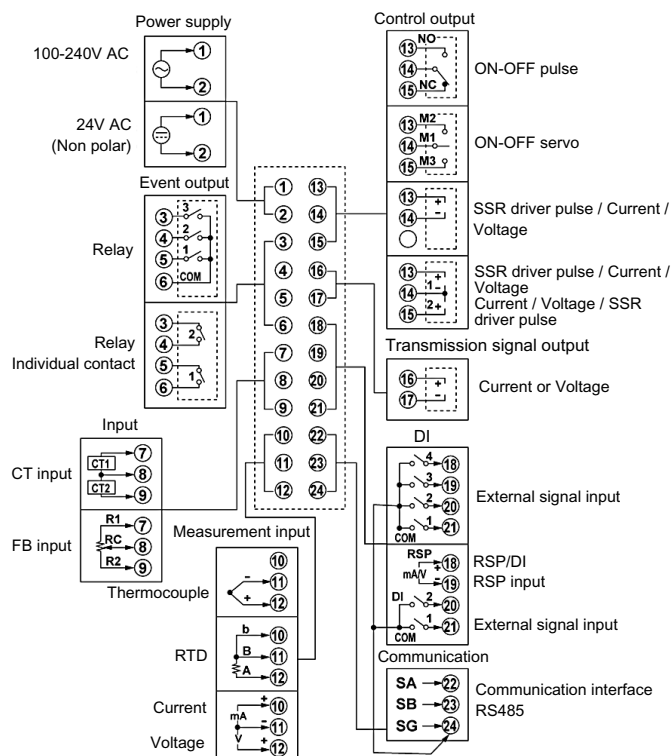 Power supply
100-240V AC
1
2
24V AC
(Non polar)
1
2
Event output
Relay
3 3
4 2
5 1
6 COM
Relay
Individual contact
3
4 2
5
6 1
Input
CT input
CT1 7
8
CT2 9
FB input
R1 7
RC 8
R2 9
Measurement input
Thermocouple
10
- 11
+ 12
RTD
b 10
B 11
A 12
Current
Voltage
+ 10
mA
- 11
V
+ 12
1 13
2 14
3 15
4 16
5 17
6 18
7 19
8 20
9 21
10 22
11 23
12 24
Control output
13 NO
14
15 NC
ON-OFF pulse
13 M2
14 M1
15 M3
ON-OFF servo
13 +
14 -
SSR driver pulse / Current /
Voltage
13 +
14 1 -
15 2 +
SSR driver pulse / Current /
Voltage
Current / Voltage / SSR
driver pulse
Transmission signal output
16 +
17 -
Current or Voltage
DI
4 18
3 19
2 20
1 21
COM
External signal input
RSP
+ 18
mA/V
- 19
RSP/DI
RSP input
DI 2 20
1 21
COM
External signal input
Communication
SA 22
SB 23
SG 24
Communication interface
RS485